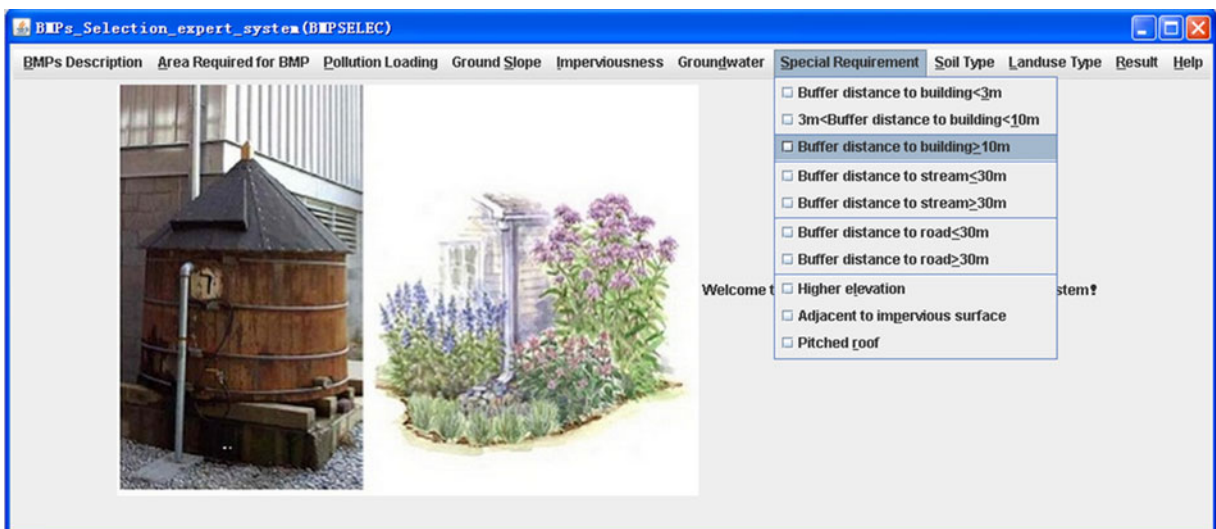 BMPs_Selection_expert_system(BMPSELEC)
BMPs Description Area Required for BMP Pollution Loading Ground Slope Imperviousness Groundwater Special Requirement Soil Type Landuse Type Result Help
Buffer distance to building<3m
3m<Buffer distance to building<10m
Buffer distance to building>10m
Buffer distance to stream<30m
Buffer distance to stream>30m
Buffer distance to road<30m
Buffer distance to road>30m
Welcome t
Higher elevation
stem!
Adjacent to impervious surface
Pitched roof